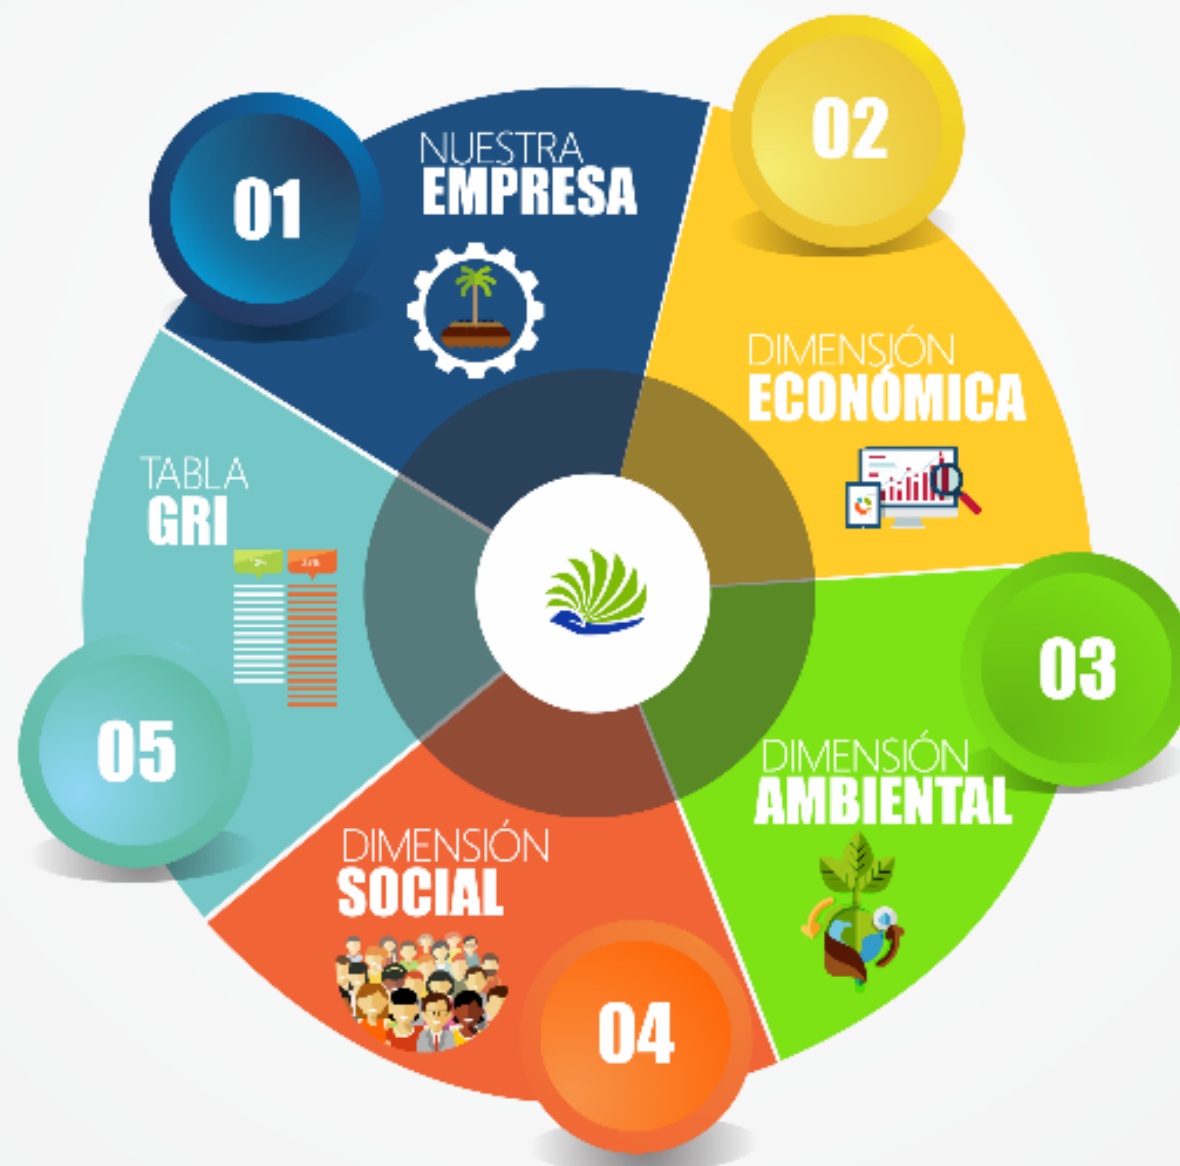 01
NUESTRA
EMPRESA
02
DIMENSIÓN
ECONÓMICA
03
DIMENSIÓN
AMBIENTAL
04
DIMENSIÓN
SOCIAL
05
TABLA
GRI